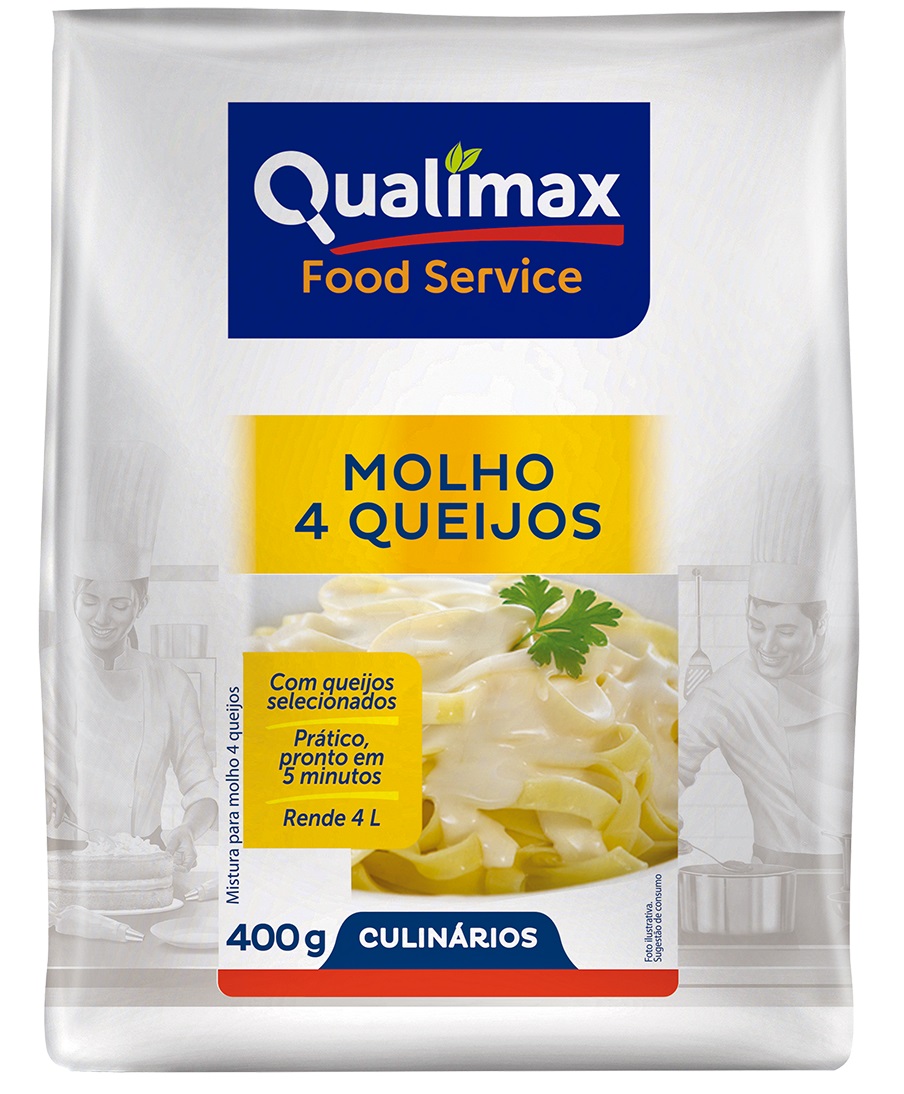 Qualimax
Food Service
MOLHO
4 QUEIJOS
Com queijos
selecionados
Prático,
pronto em
5 minutos
Rende 4 L
Mistura para molho 4 queijos
400g
CULINÁRIOS
Foto ilustrativa.
Sugestão de consumo